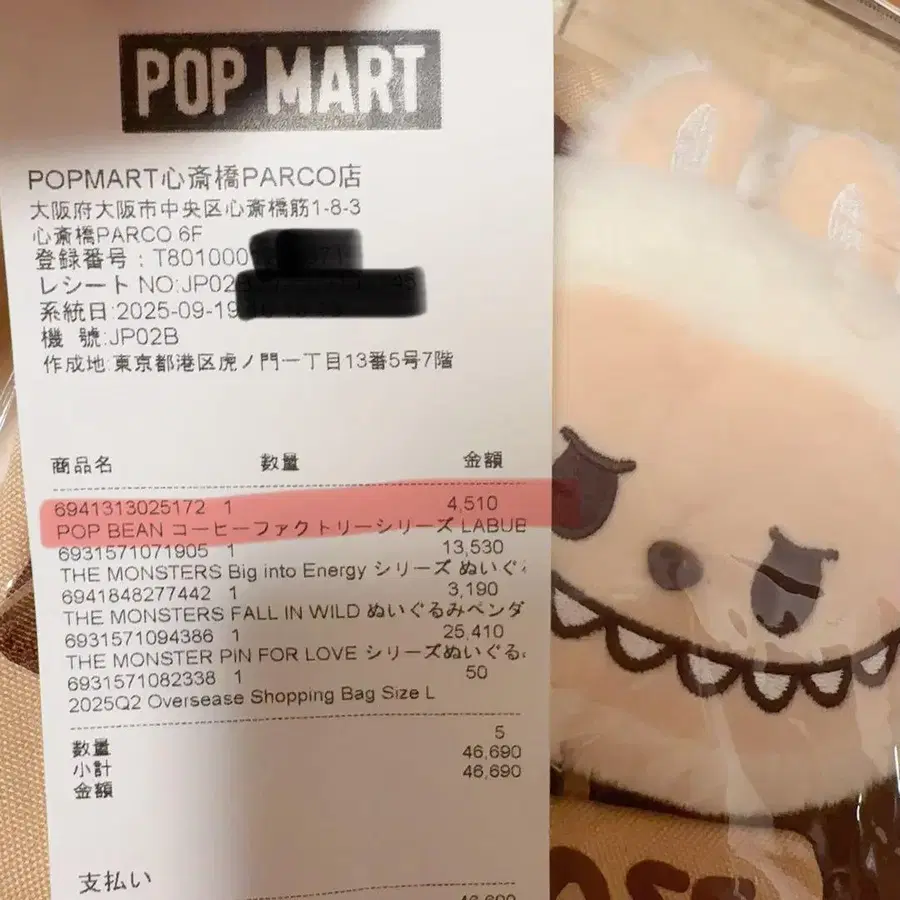 POP MART
POPMART心斎橋PARCO店
大阪府大阪市中央区心斎橋筋1-8-3
心斎橋PARCO 6F
登録番号：T8010001
レシート NO:JP02B
系統日:2025-09-19
機 號:JP02B
作成地:東京都港区虎ノ門一丁目13番5号7階
商品名 数量 金額
6941313025172 1 4,510
POP BEAN コーヒーファクトリーシリーズ LABUB
6931571071905 1 13,530
THE MONSTERS Big into Energy シリーズ ぬいぐ
6941848277442 1 3,190
THE MONSTERS FALL IN WILD ぬいぐるみペンダ
6931571094386 1 25,410
THE MONSTER PIN FOR LOVE シリーズぬいぐる
6931571082338 1 50
2025Q2 Oversease Shopping Bag Size L
数量 5
小計 46,690
金額 46,690
支払い
46,690